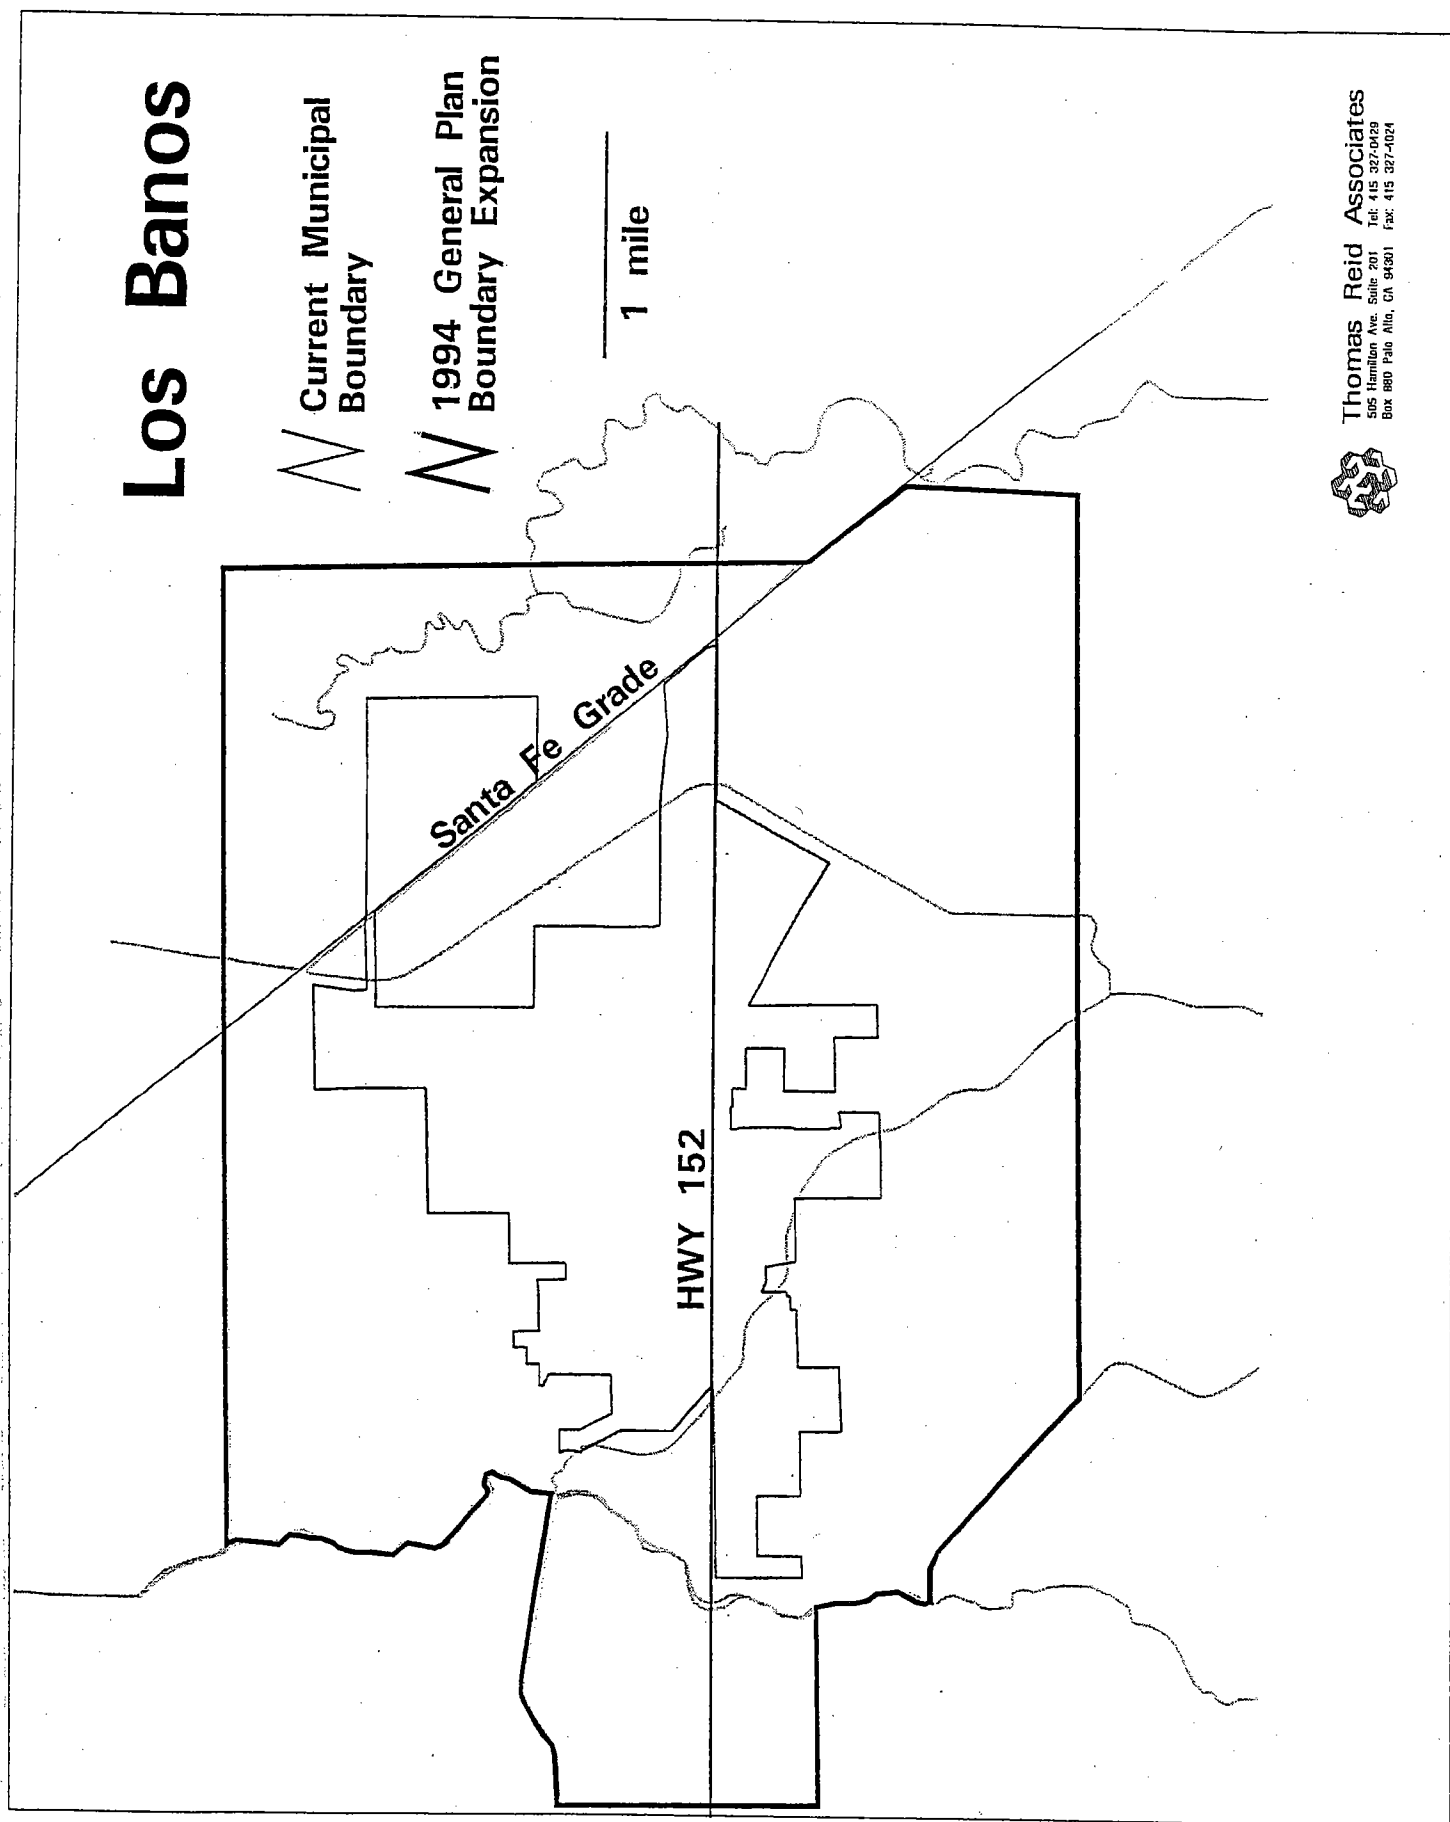 Los Banos
Current Municipal
Boundary
1994 General Plan
Boundary Expansion
1 mile
Santa Fe Grade
HWY 152
Thomas Reid Associates
505 Hamilton Ave. Suite 201 Tel: 415 327-0429
Box 880 Palo Alto, CA 94301 Fax: 415 327-4024